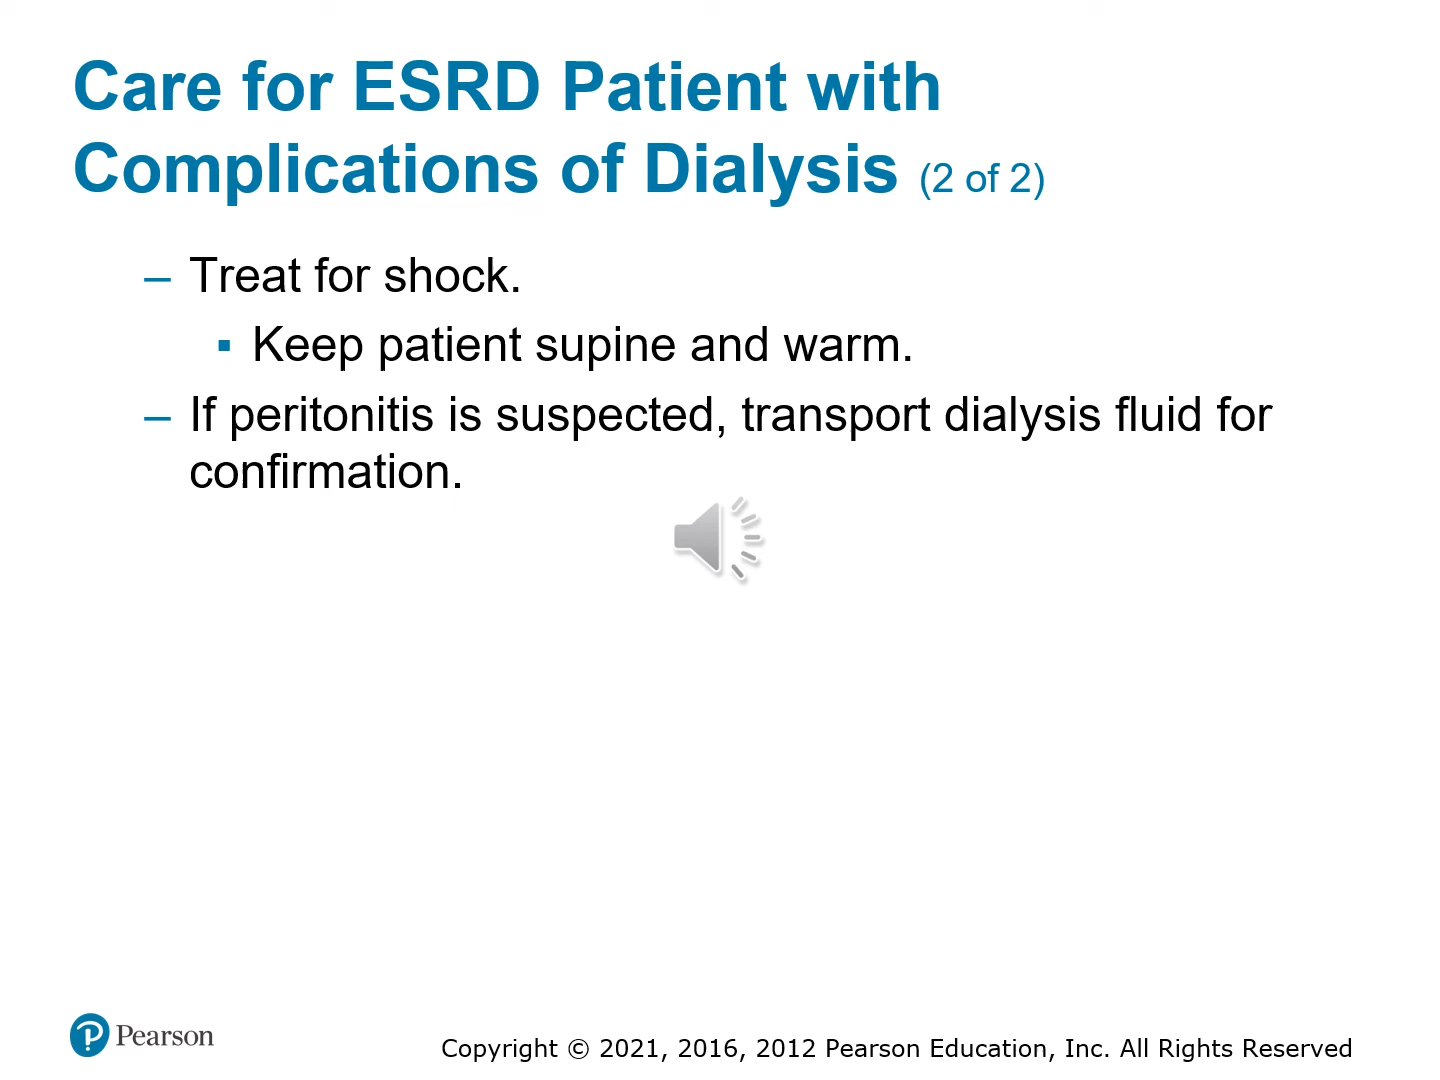 Care for ESRD Patient with
Complications of Dialysis (2 of 2)
– Treat for shock.
▪ Keep patient supine and warm.
– If peritonitis is suspected, transport dialysis fluid for
confirmation.
Pearson
Copyright © 2021, 2016, 2012 Pearson Education, Inc. All Rights Reserved